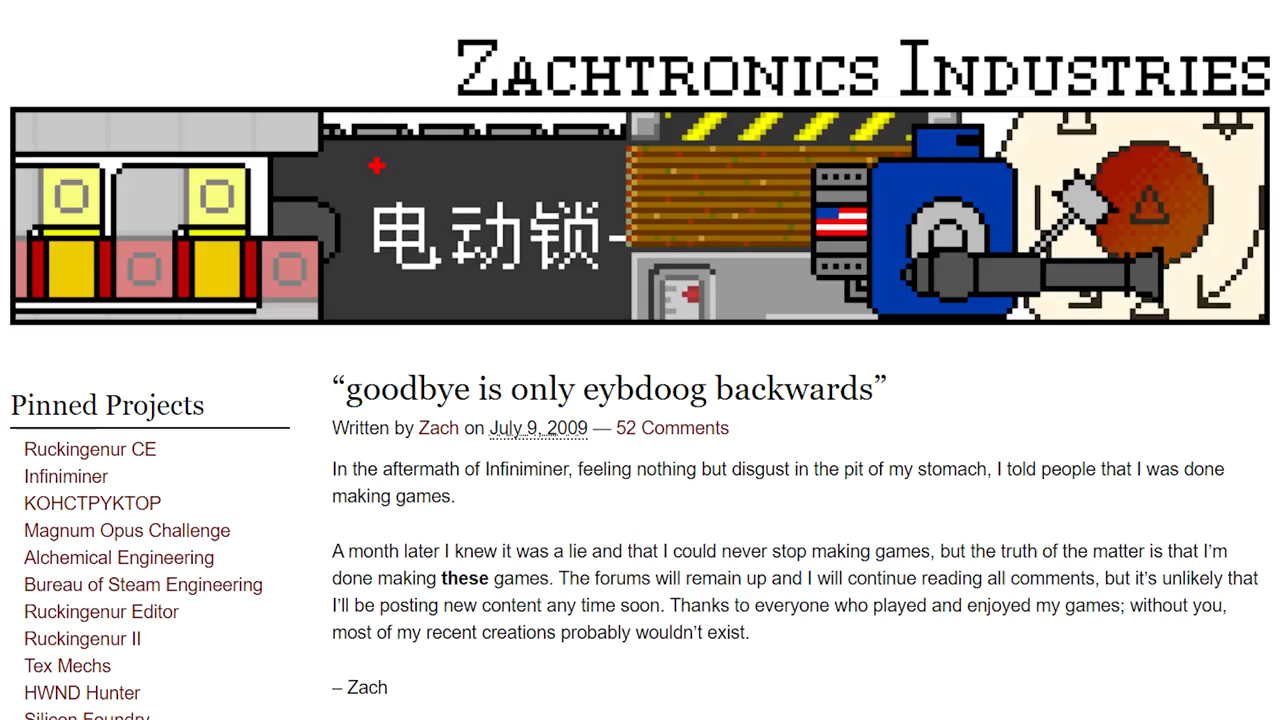 ZACHTRONICS INDUSTRIES
电动锁
Pinned Projects
Ruckingenur CE
Infiniminer
КОНСТРУКТОР
Magnum Opus Challenge
Alchemical Engineering
Bureau of Steam Engineering
Ruckingenur Editor
Ruckingenur II
Tex Mechs
HWND Hunter
Silicon Foundry
“goodbye is only eybdoog backwards”
Written by Zach on July 9, 2009 — 52 Comments
In the aftermath of Infiniminer, feeling nothing but disgust in the pit of my stomach, I told people that I was done
making games.
A month later I knew it was a lie and that I could never stop making games, but the truth of the matter is that I’m
done making these games. The forums will remain up and I will continue reading all comments, but it’s unlikely that
I’ll be posting new content any time soon. Thanks to everyone who played and enjoyed my games; without you,
most of my recent creations probably wouldn’t exist.
– Zach